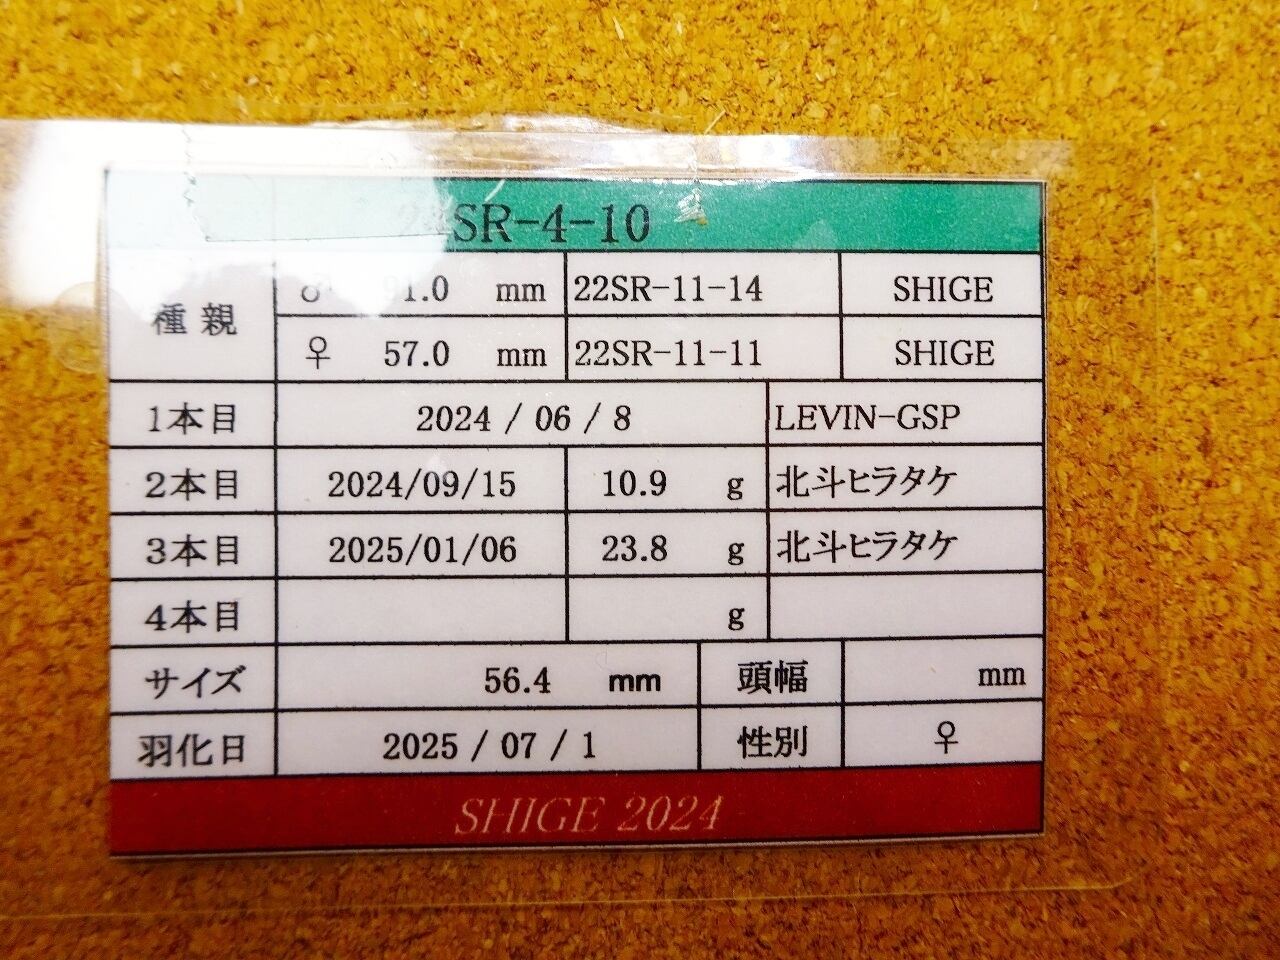 SR-4-10
種親 ♂ 91.0 mm 22SR-11-14 SHIGE
♀ 57.0 mm 22SR-11-11 SHIGE
1本目 2024 / 06 / 8 LEVIN-GSP
2本目 2024/09/15 10.9 g 北斗ヒラタケ
3本目 2025/01/06 23.8 g 北斗ヒラタケ
4本目 g
サイズ 56.4 mm 頭幅 mm
羽化日 2025 / 07 / 1 性別 ♀
SHIGE 2024